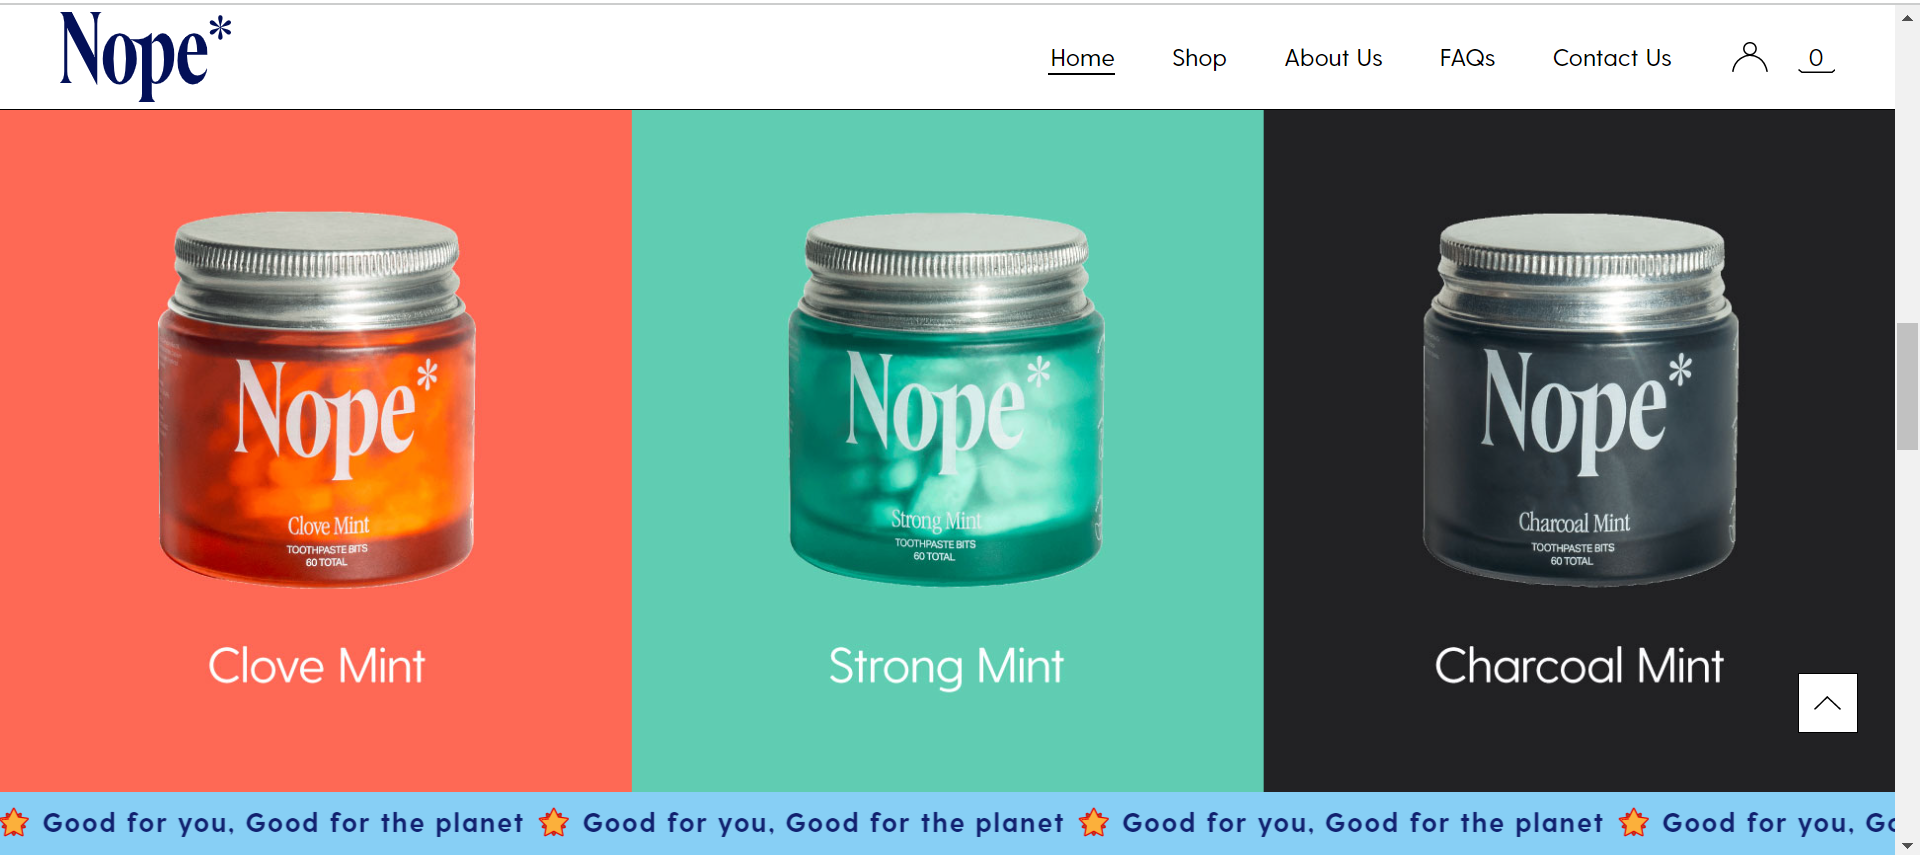 Nope*
Home Shop About Us FAQs Contact Us 0
Nope*
Clove Mint
TOOTHPASTE BITS
60 TOTAL
Clove Mint
Nope*
Strong Mint
TOOTHPASTE BITS
60 TOTAL
Strong Mint
Nope*
Charcoal Mint
TOOTHPASTE BITS
60 TOTAL
Charcoal Mint
Good for you, Good for the planet Good for you, Good for the planet Good for you, Good for the planet Good for you,